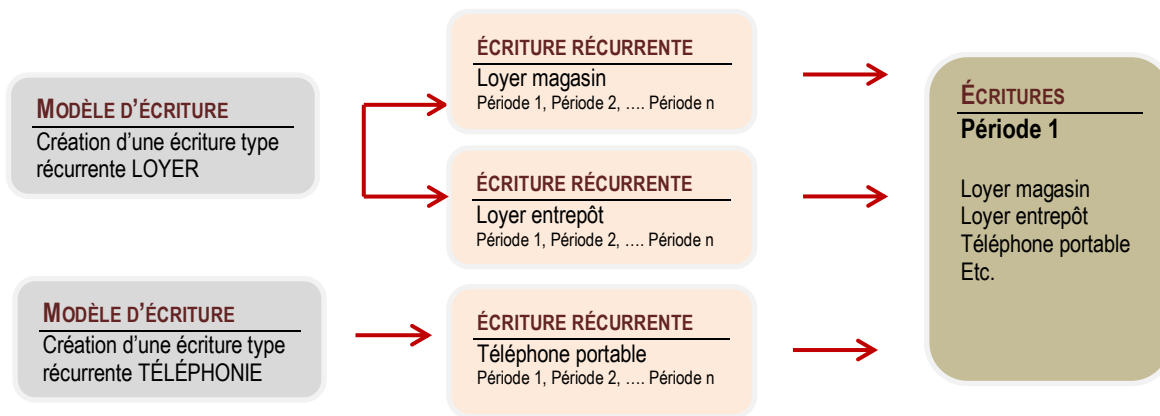 MODÈLE D'ÉCRITURE
Création d'une écriture type
récurrente LOYER
MODÈLE D'ÉCRITURE
Création d'une écriture type
récurrente TÉLÉPHONIE
ÉCRITURE RÉCURRENTE
Loyer magasin
Période 1, Période 2, …. Période n
ÉCRITURE RÉCURRENTE
Loyer entrepôt
Période 1, Période 2, …. Période n
ÉCRITURE RÉCURRENTE
Téléphone portable
Période 1, Période 2, …. Période n
ÉCRITURES
Période 1
Loyer magasin
Loyer entrepôt
Téléphone portable
Etc.